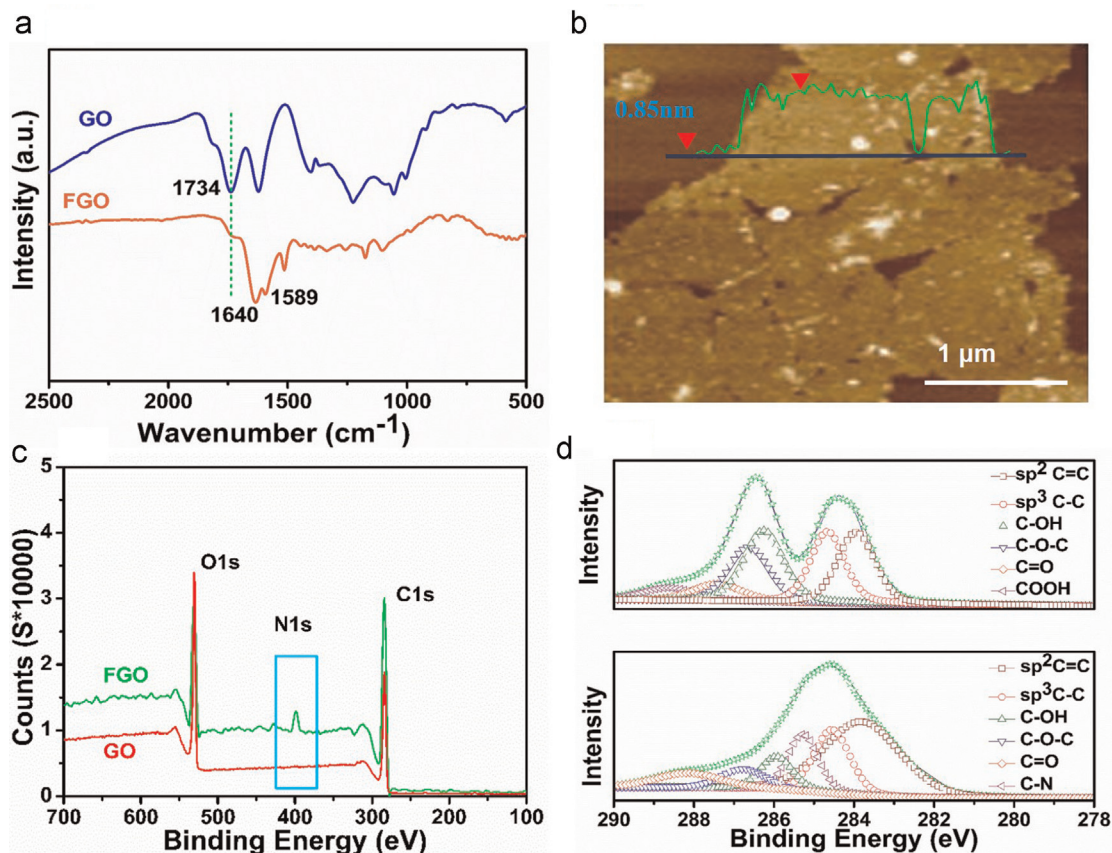 a
GO
1734
FGO
1640
1589
Intensity (a.u.)
2500
2000
1500
1000
500
Wavenumber (cm⁻¹)
b
0.85nm
1 µm
c
5
4
3
2
1
0
O1s
N1s
C1s
FGO
GO
Counts (S*10000)
700
600
500
400
300
200
100
Binding Energy (eV)
d
Intensity
sp² C=C
sp³ C-C
C-OH
C-O-C
C=O
COOH
Intensity
sp²C=C
sp³C-C
C-OH
C-O-C
C=O
C-N
290
288
286
284
282
280
278
Binding Energy (eV)